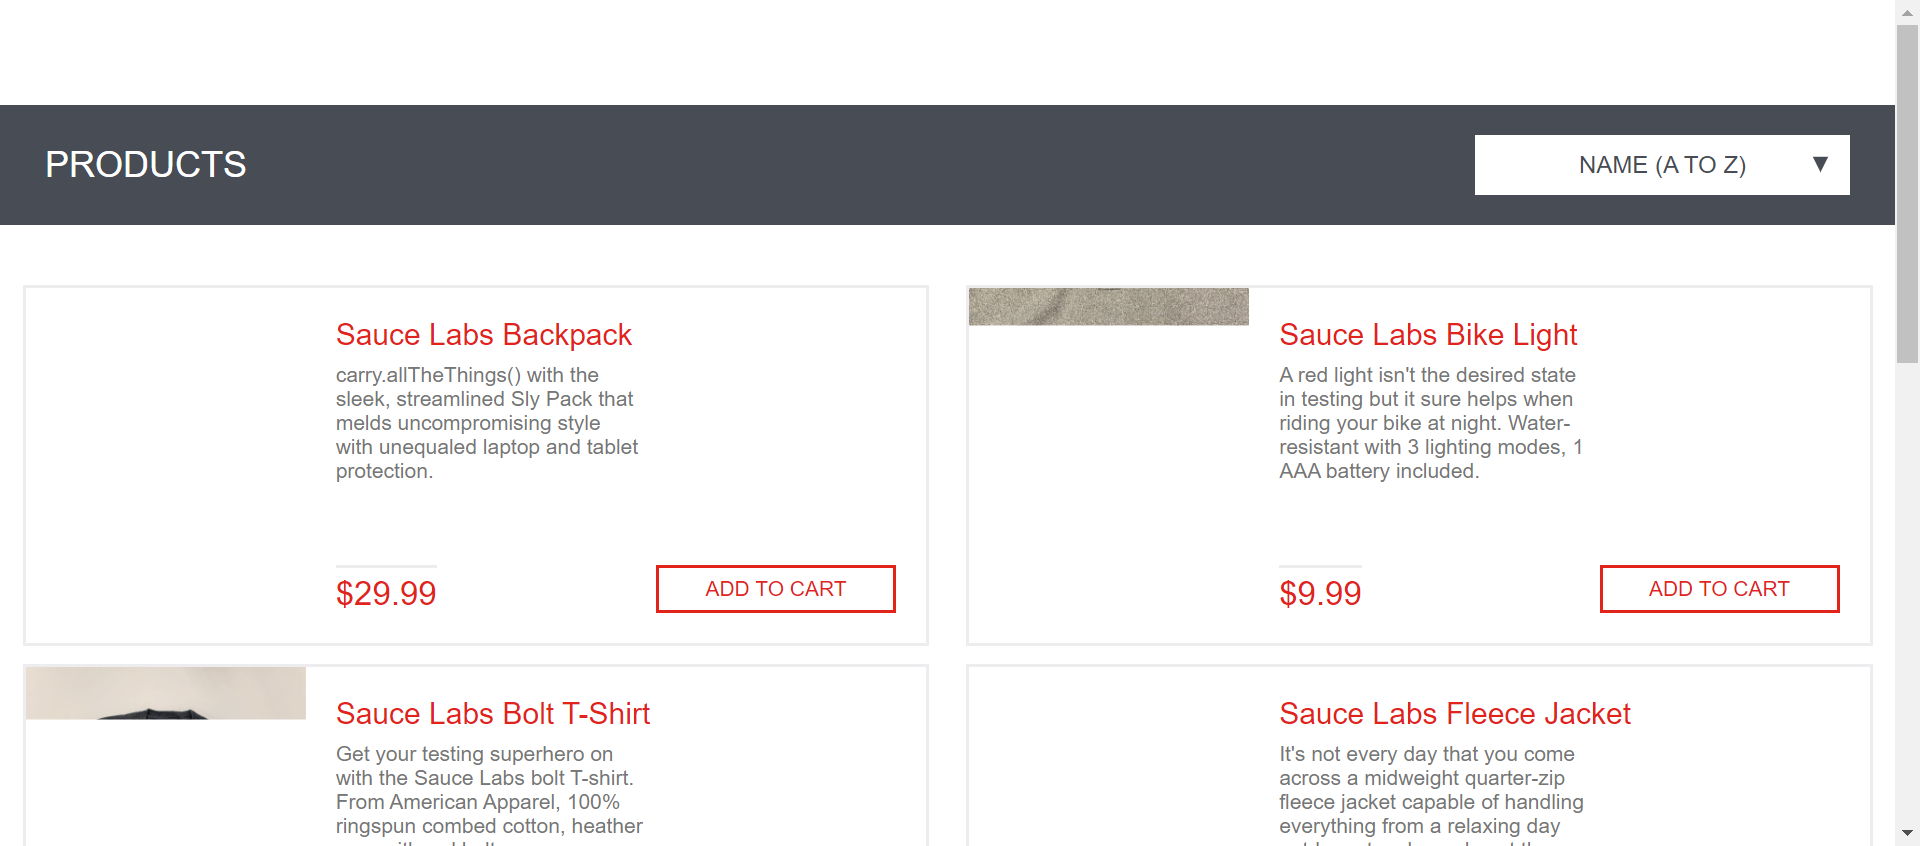 PRODUCTS
NAME (A TO Z) ▼
Sauce Labs Backpack
carry.allTheThings() with the
sleek, streamlined Sly Pack that
melds uncompromising style
with unequaled laptop and tablet
protection.
$29.99
ADD TO CART
Sauce Labs Bike Light
A red light isn't the desired state
in testing but it sure helps when
riding your bike at night. Water-
resistant with 3 lighting modes, 1
AAA battery included.
$9.99
ADD TO CART
Sauce Labs Bolt T-Shirt
Get your testing superhero on
with the Sauce Labs bolt T-shirt.
From American Apparel, 100%
ringspun combed cotton, heather
Sauce Labs Fleece Jacket
It's not every day that you come
across a midweight quarter-zip
fleece jacket capable of handling
everything from a relaxing day